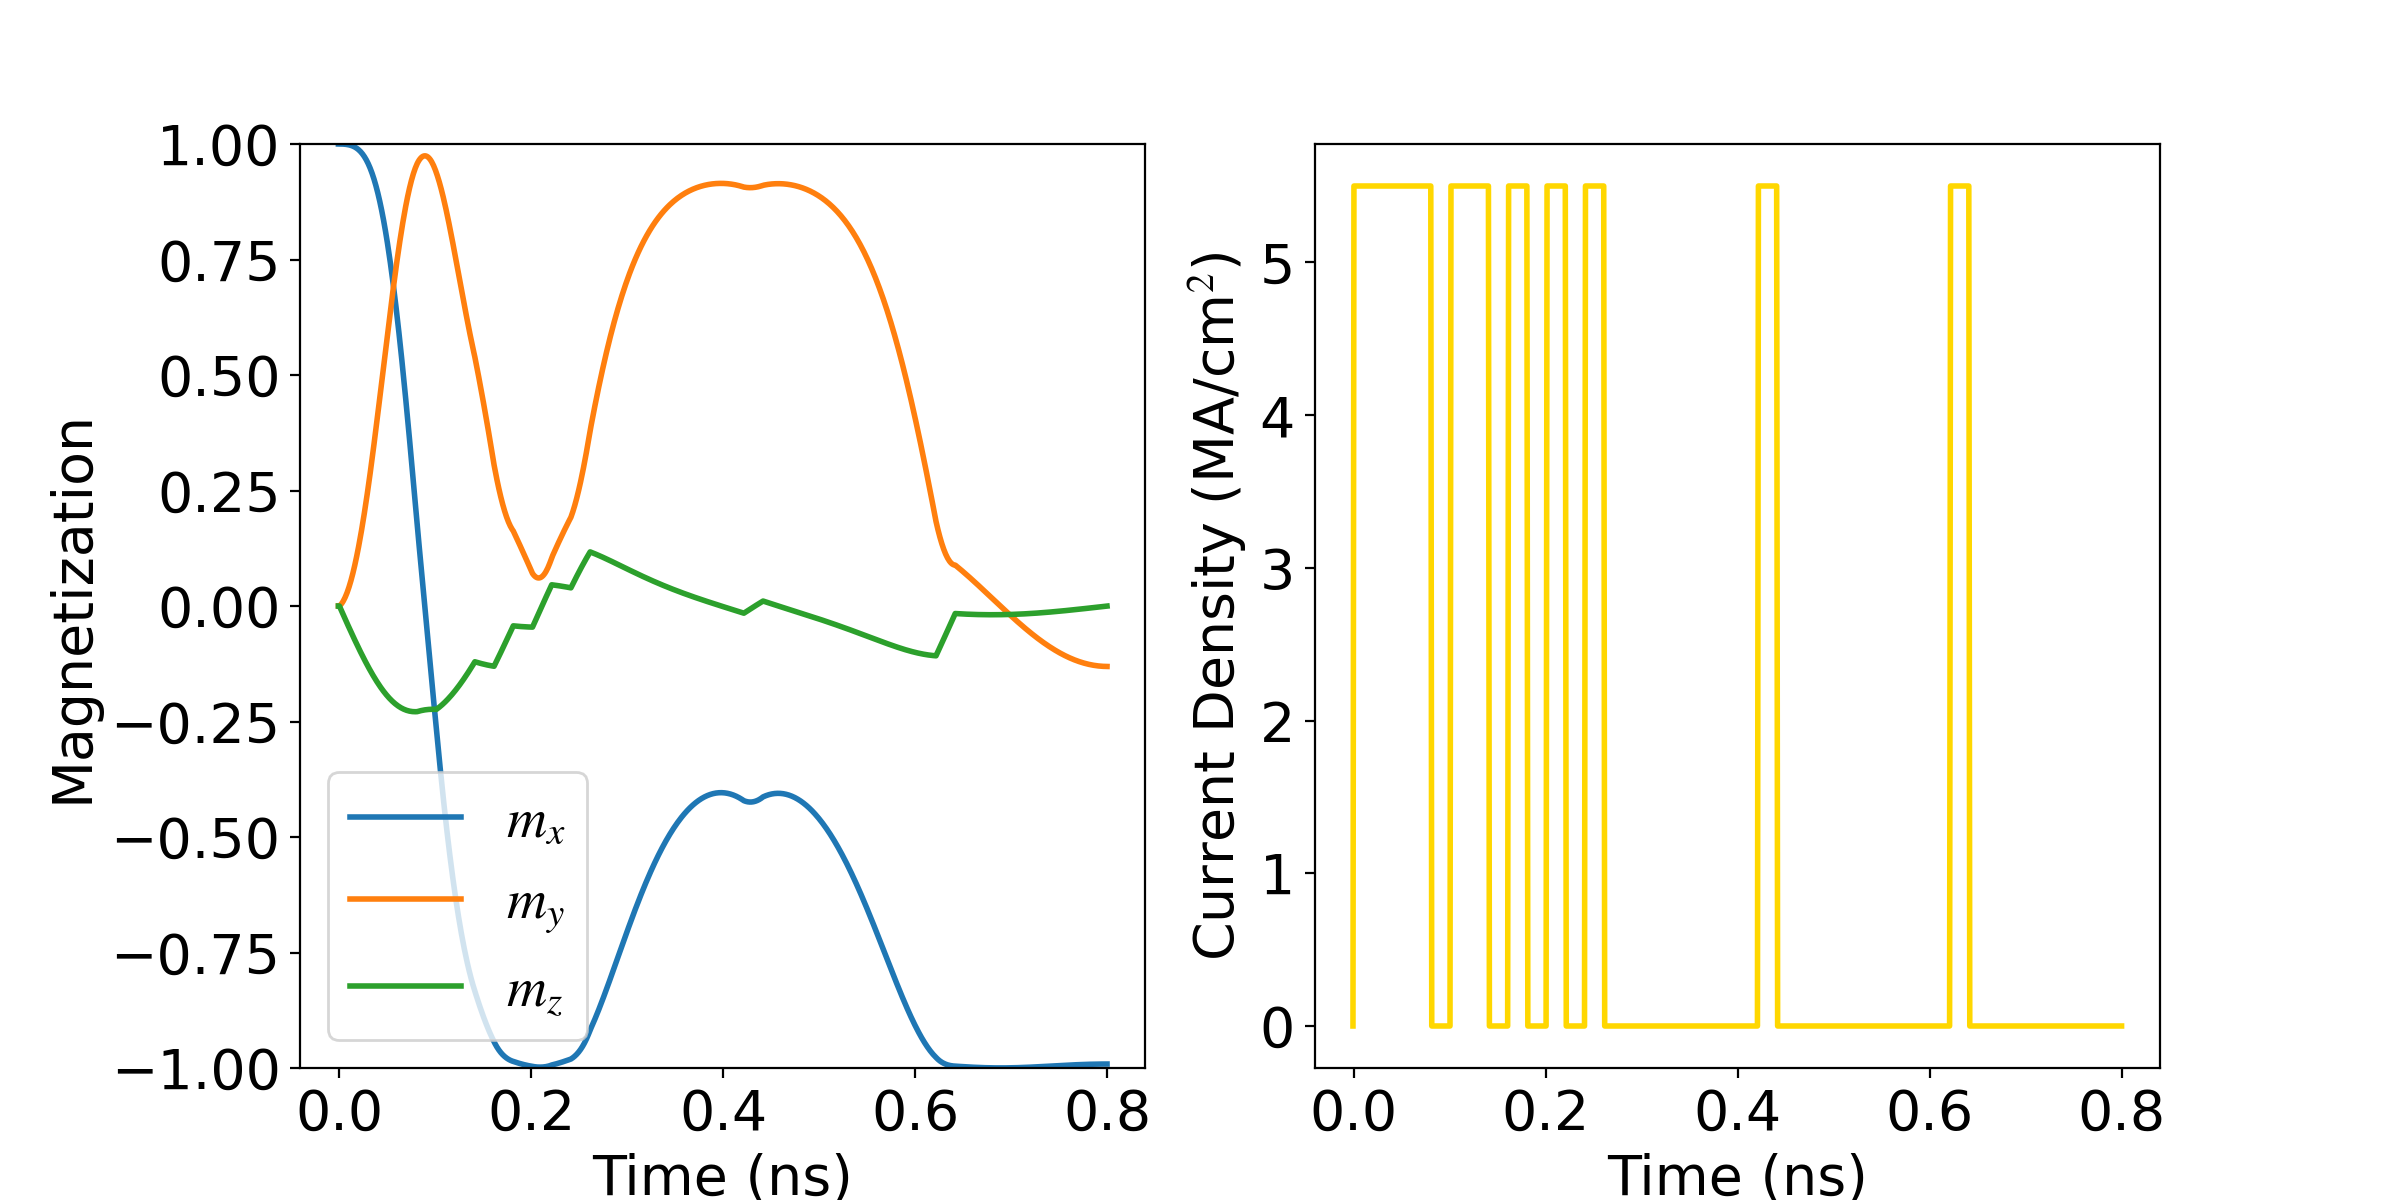 Magnetization
1.00
0.75
0.50
0.25
0.00
−0.25
−0.50
−0.75
−1.00
0.0 0.2 0.4 0.6 0.8
Time (ns)
m_x
m_y
m_z
Current Density (MA/cm²)
5
4
3
2
1
0
0.0 0.2 0.4 0.6 0.8
Time (ns)